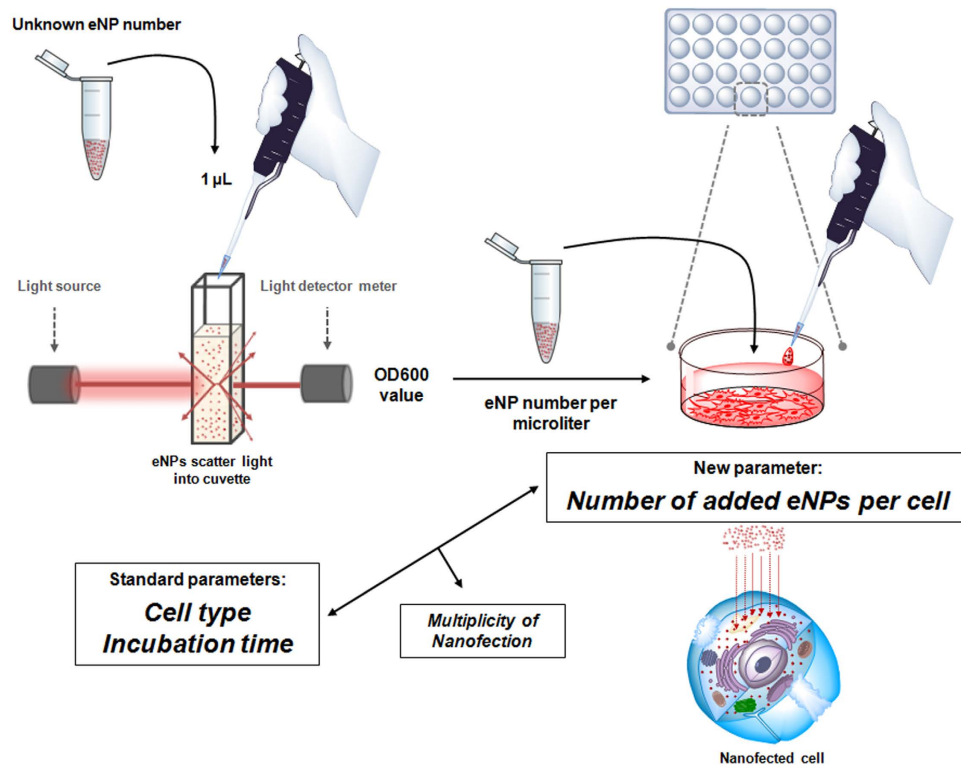 Unknown eNP number
1 µL
Light source
Light detector meter
OD600
value
eNP number per
microliter
eNPs scatter light
into cuvette
New parameter:
Number of added eNPs per cell
Standard parameters:
Cell type
Incubation time
Multiplicity of
Nanofection
Nanofected cell